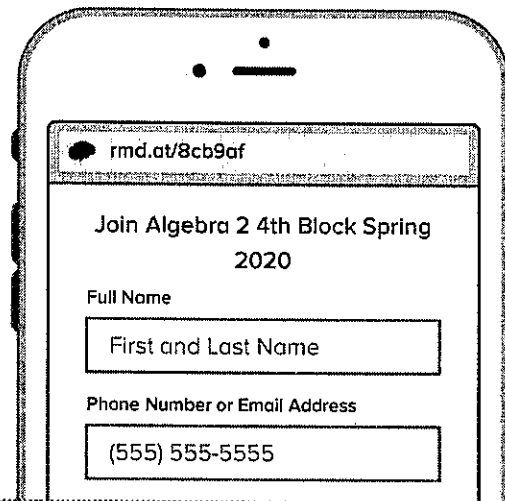 rmd.at/8cb9af
Join Algebra 2 4th Block Spring
2020
Full Name
First and Last Name
Phone Number or Email Address
(555) 555-5555